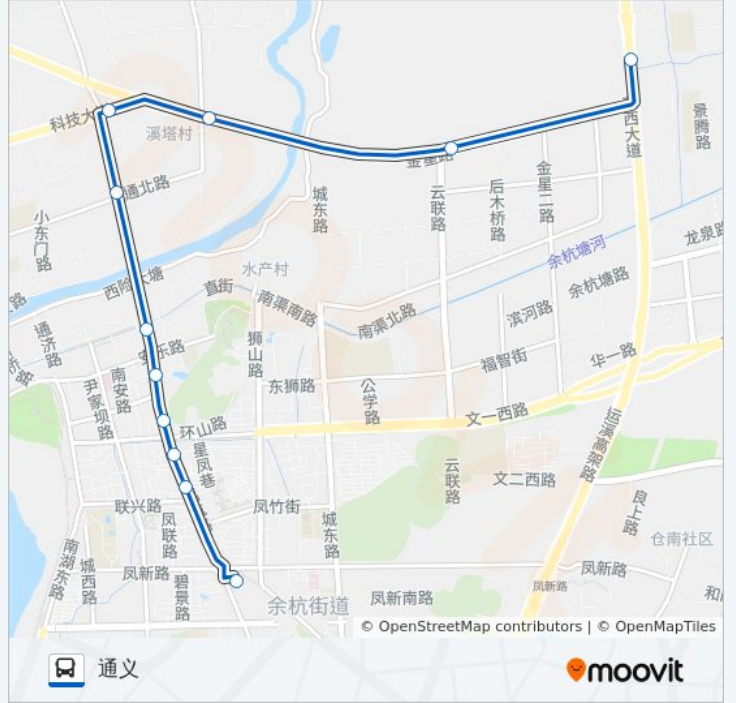 科技大
溪塔村
金星路
西大道
景腾路
通北路
城东路
云联路
后木桥路
金星二路
小东门路
余杭塘河
龙泉路
水产村
西险大塘
直街
南渠南路
南渠北路
滨河路
余杭塘路
通济路
安乐路
狮山路
福智街
华一路
尹家坝路
南安路
东狮路
公学路
文一西路
环山路
星凤巷
云联路
文二西路
运溪高架路
良上路
联兴路
凤联路
凤竹街
城东路
仓南社区
南湖东路
城西路
凤新路
碧景路
凤新路
凤新路
余杭街道
凤新南路
和
© OpenStreetMap contributors | © OpenMapTiles
通义
moovit